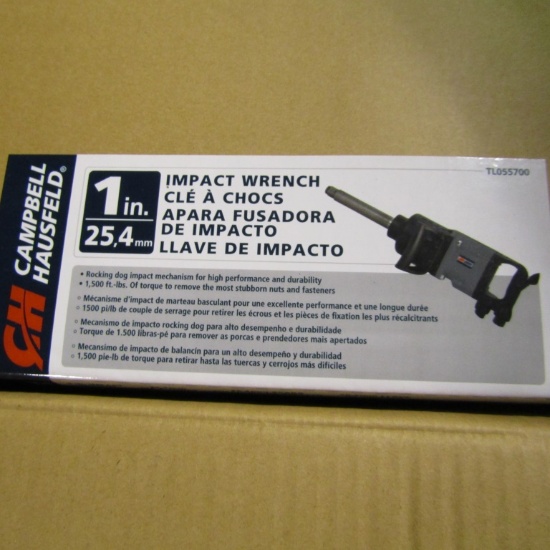 CAMPBELL
HAUSFELD®
CH
1 in.
25,4 mm
IMPACT WRENCH
CLÉ À CHOCS
APARA FUSADORA
DE IMPACTO
LLAVE DE IMPACTO
TL055700
• Rocking dog impact mechanism for high performance and durability
• 1,500 ft.-lbs. Of torque to remove the most stubborn nuts and fasteners
• Mécanisme d'impact de marteau basculant pour une excellente performance et une longue durée
• 1500 pi/lb de couple de serrage pour retirer les écrous et les pièces de fixation les plus récalcitrants
• Mecanismo de impacto rocking dog para alto desempenho e durabilidade
• Torque de 1.500 libras-pé para remover as porcas e prendedores mais apertados
• Mecansimo de impacto de balancín para un alto desempeño y durabilidad
• 1,500 pie-lb de torque para retirar hasta las tuercas y cerrojos más difíciles